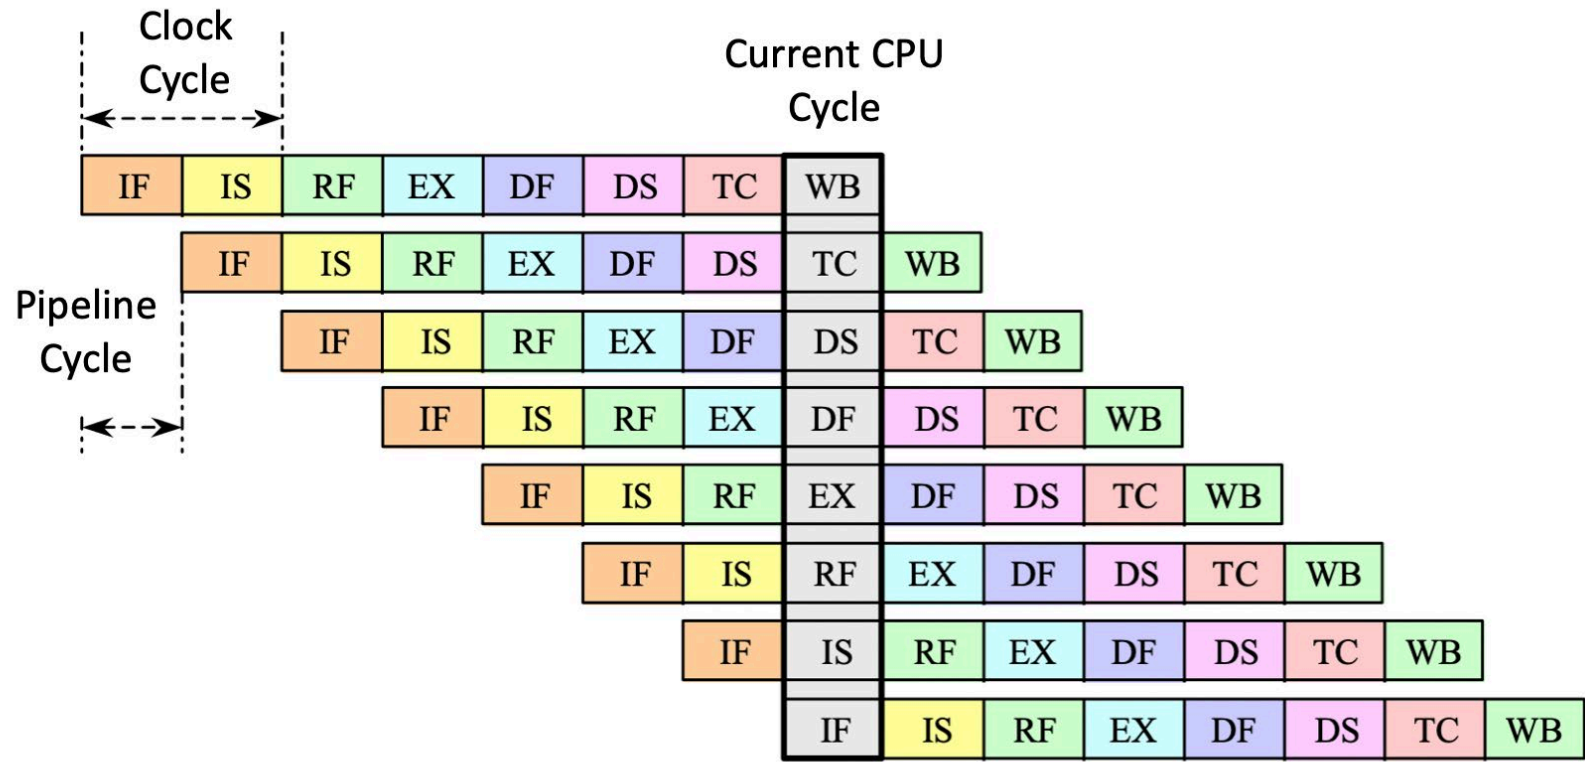 Clock
Cycle
Current CPU
Cycle
IF IS RF EX DF DS TC WB
IF IS RF EX DF DS TC WB
Pipeline
Cycle
IF IS RF EX DF DS TC WB
IF IS RF EX DF DS TC WB
IF IS RF EX DF DS TC WB
IF IS RF EX DF DS TC WB
IF IS RF EX DF DS TC WB
IF IS RF EX DF DS TC WB